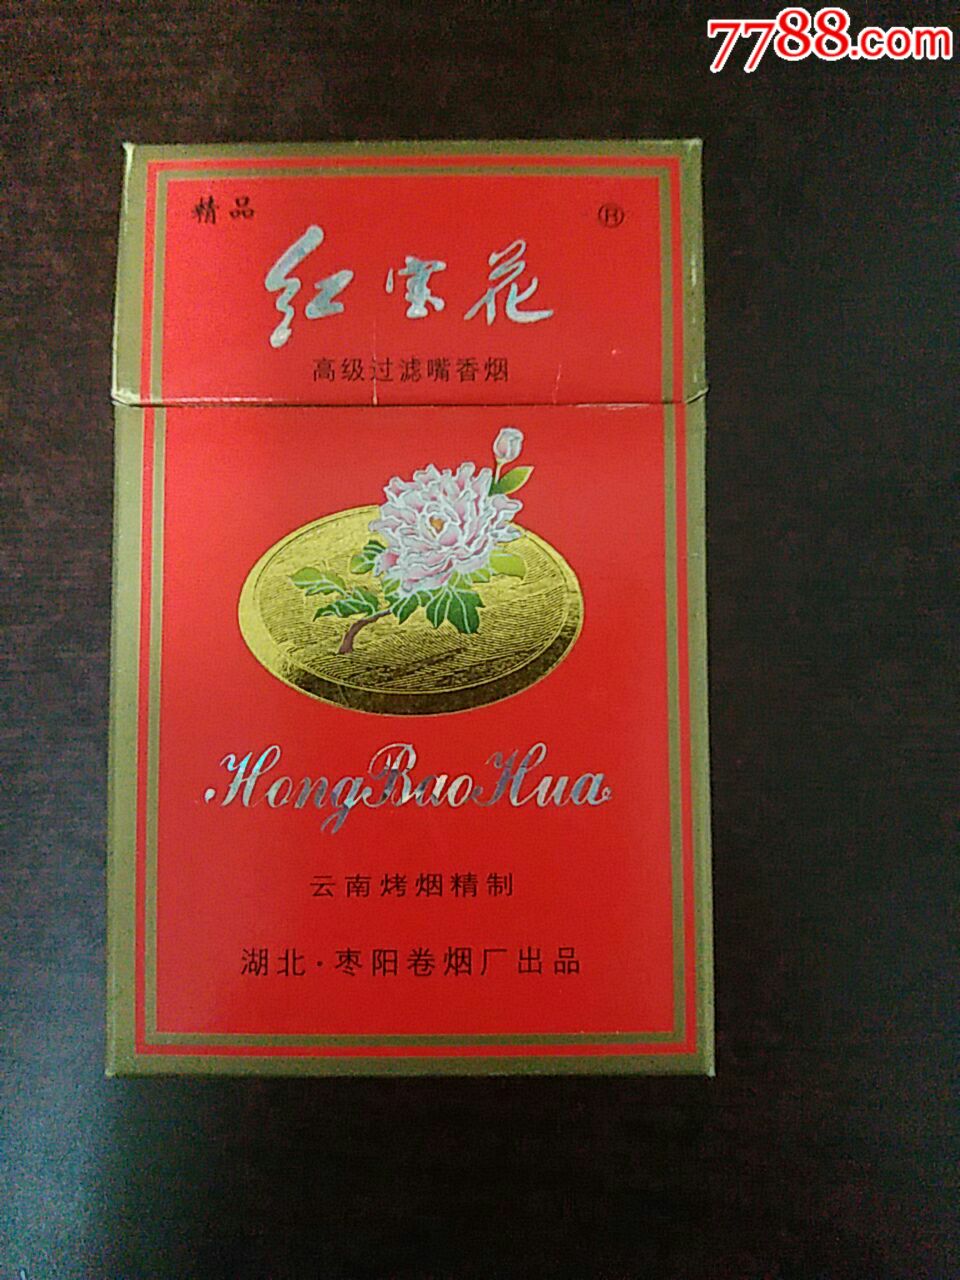 7788.com
精品 ®
红宝花
高级过滤嘴香烟
HongBaoHua
云南烤烟精制
湖北·枣阳卷烟厂出品